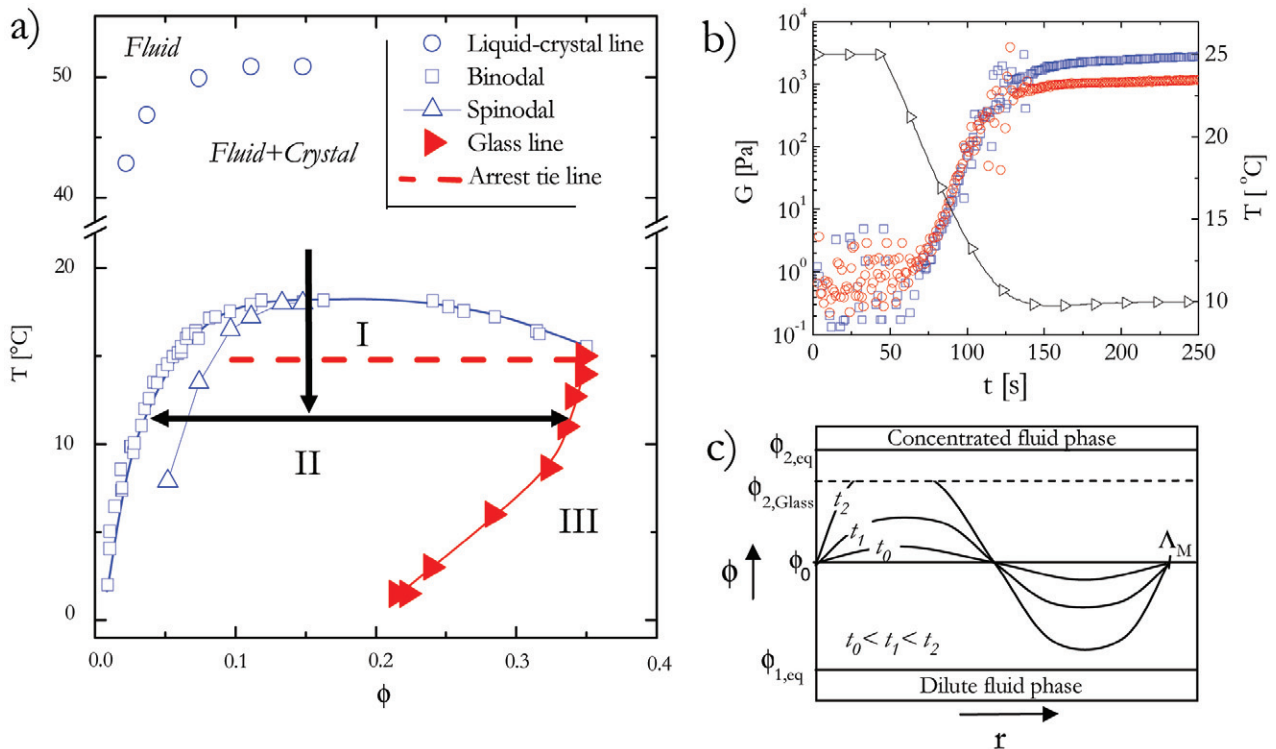 a)
Fluid
Liquid-crystal line
Binodal
Spinodal
Glass line
Arrest tie line
Fluid+Crystal
50
40
20
10
0
T [°C]
I
II
III
0.0
0.1
0.2
0.3
0.4
ϕ
b)
10⁴
10³
10²
10¹
10⁰
10⁻¹
G [Pa]
25
20
15
10
T [°C]
0
50
100
150
200
250
t [s]
c)
Concentrated fluid phase
ϕ2,eq
ϕ2,Glass
ϕ0
ϕ1,eq
ϕ
t₂
t₁
t₀
ΛM
t₀ < t₁ < t₂
Dilute fluid phase
r